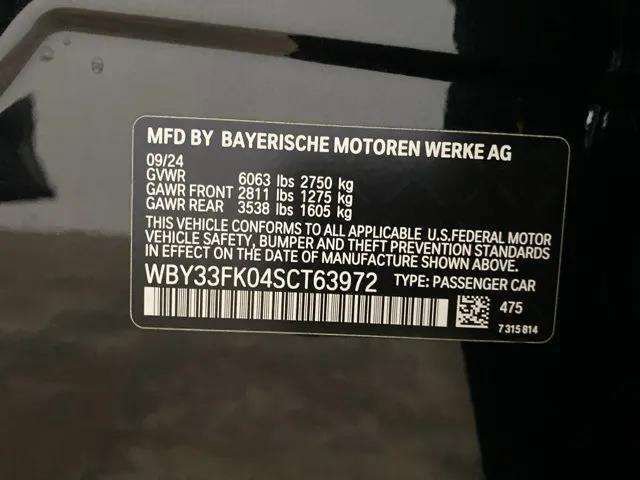 MFD BY BAYERISCHE MOTOREN WERKE AG
09/24
GVWR 6063 lbs 2750 kg
GAWR FRONT 2811 lbs 1275 kg
GAWR REAR 3538 lbs 1605 kg
THIS VEHICLE CONFORMS TO ALL APPLICABLE U.S.FEDERAL MOTOR
VEHICLE SAFETY, BUMPER AND THEFT PREVENTION STANDARDS
IN EFFECT ON THE DATE OF MANUFACTURE SHOWN ABOVE.
WBY33FK04SCT63972 TYPE: PASSENGER CAR
475
7 315 814